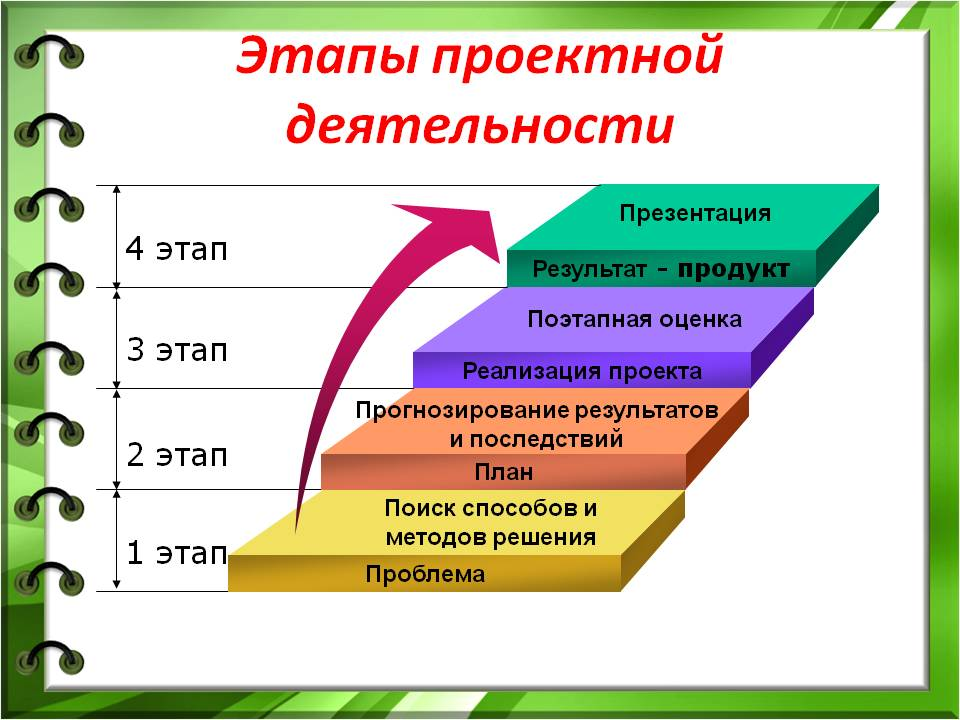 Этапы проектной
деятельности
4 этап
Презентация
Результат - продукт
3 этап
Поэтапная оценка
Реализация проекта
2 этап
Прогнозирование результатов
и последствий
План
1 этап
Поиск способов и
методов решения
Проблема